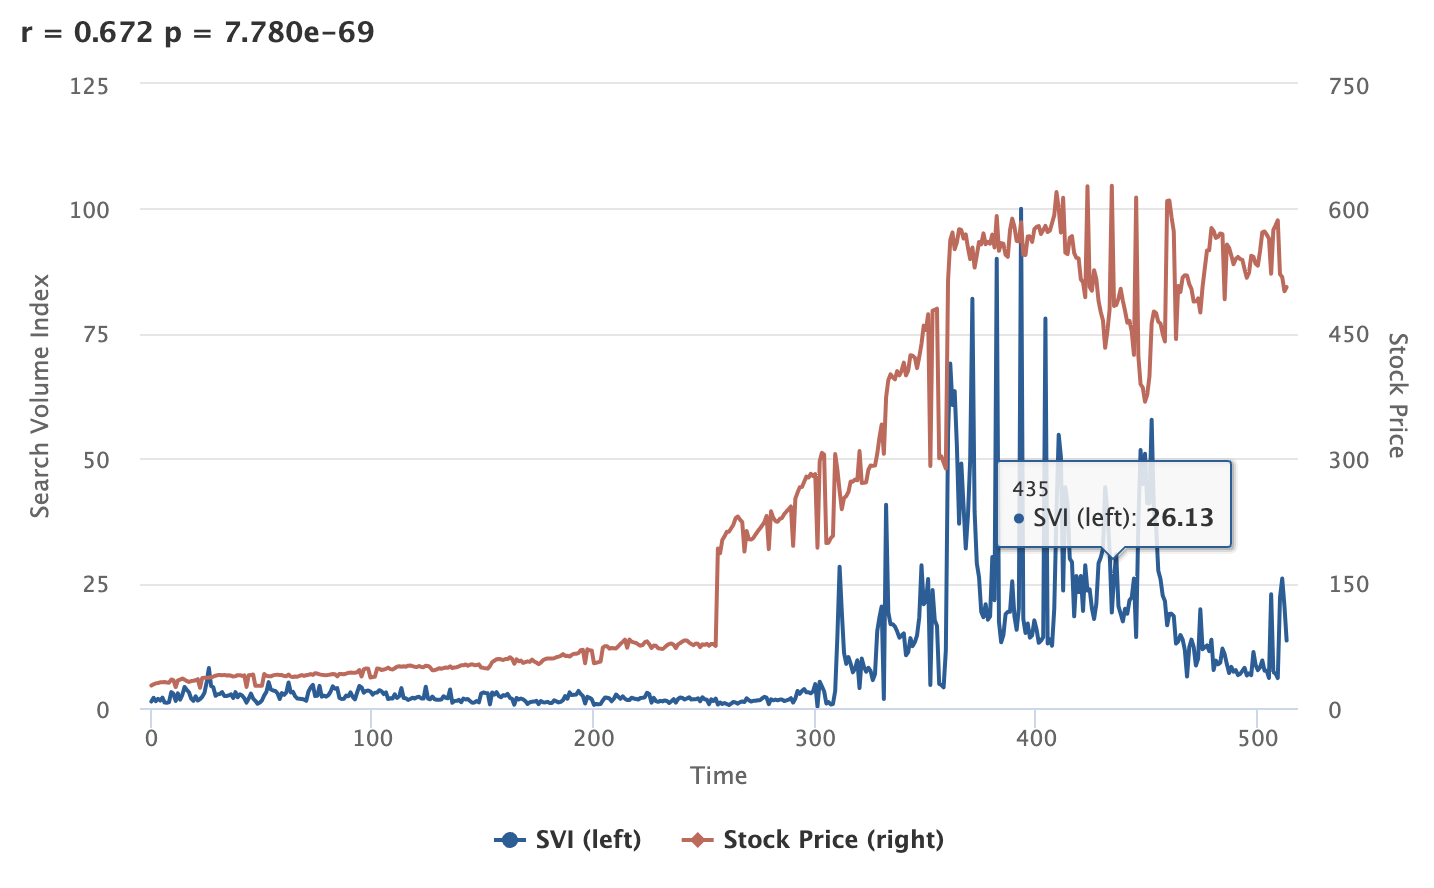 r = 0.672 p = 7.780e−69
125
100
75
50
25
0
Search Volume Index
750
600
450
300
150
0
Stock Price
435
SVI (left): 26.13
0 100 200 300 400 500
Time
SVI (left) Stock Price (right)